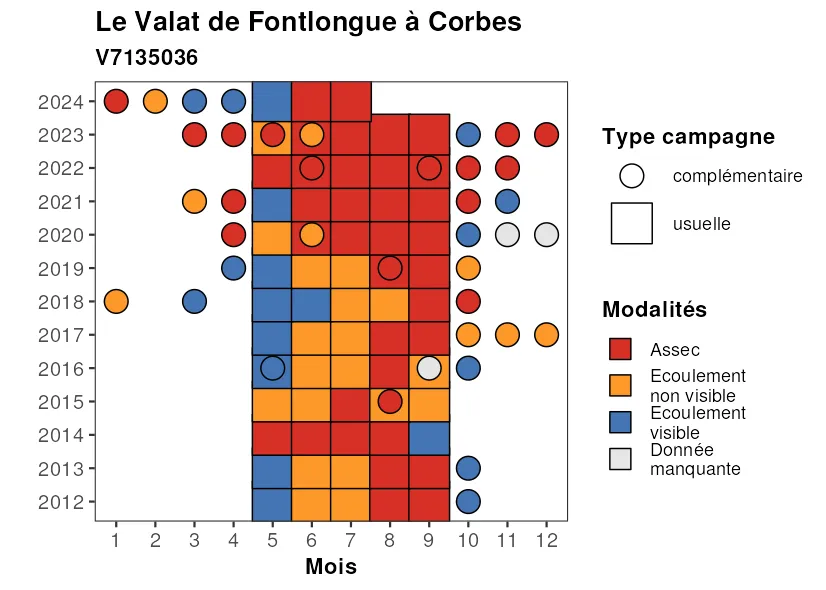 Le Valat de Fontlongue à Corbes
V7135036
2024
2023
2022
2021
2020
2019
2018
2017
2016
2015
2014
2013
2012
1 2 3 4 5 6 7 8 9 10 11 12
Mois
Type campagne
complémentaire
usuelle
Modalités
Assec
Ecoulement
non visible
Ecoulement
visible
Donnée
manquante